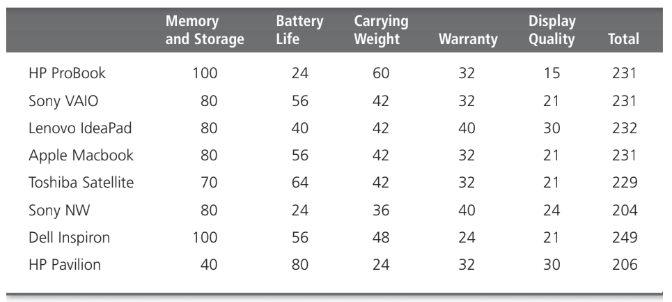 Memory and Storage Battery Life Carrying Weight Warranty Display Quality Total
HP ProBook 100 24 60 32 15 231
Sony VAIO 80 56 42 32 21 231
Lenovo IdeaPad 80 40 42 40 30 232
Apple Macbook 80 56 42 32 21 231
Toshiba Satellite 70 64 42 32 21 229
Sony NW 80 24 36 40 24 204
Dell Inspiron 100 56 48 24 21 249
HP Pavilion 40 80 24 32 30 206